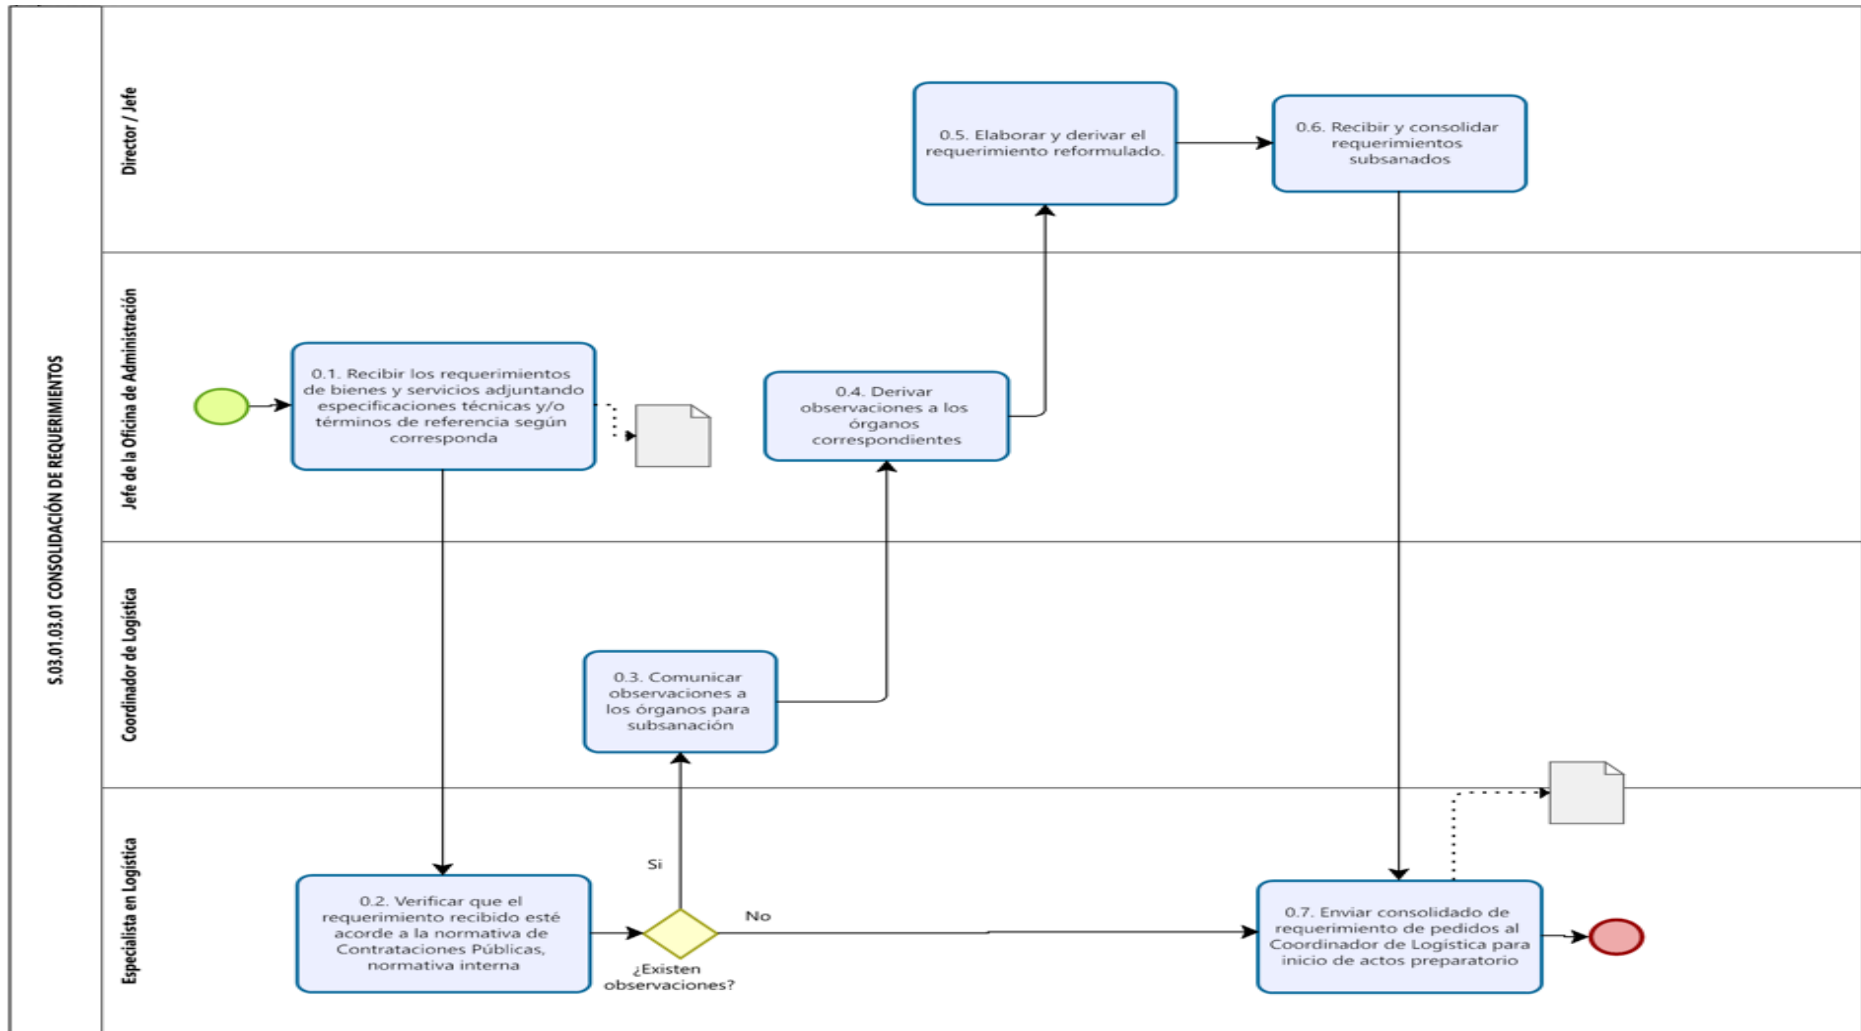 S.03.01.03.01 CONSOLIDACIÓN DE REQUERIMIENTOS
Director / Jefe
0.5. Elaborar y derivar el
requerimiento reformulado.
0.6. Recibir y consolidar
requerimientos
subsanados
Jefe de la Oficina de Administración
0.1. Recibir los requerimientos
de bienes y servicios adjuntando
especificaciones técnicas y/o
términos de referencia según
corresponda
0.4. Derivar
observaciones a los
órganos
correspondientes
Coordinador de Logística
0.3. Comunicar
observaciones a
los órganos para
subsanación
Especialista en Logística
0.2. Verificar que el
requerimiento recibido esté
acorde a la normativa de
Contrataciones Públicas,
normativa interna
Si
No
¿Existen
observaciones?
0.7. Enviar consolidado de
requerimiento de pedidos al
Coordinador de Logística para
inicio de actos preparatorio